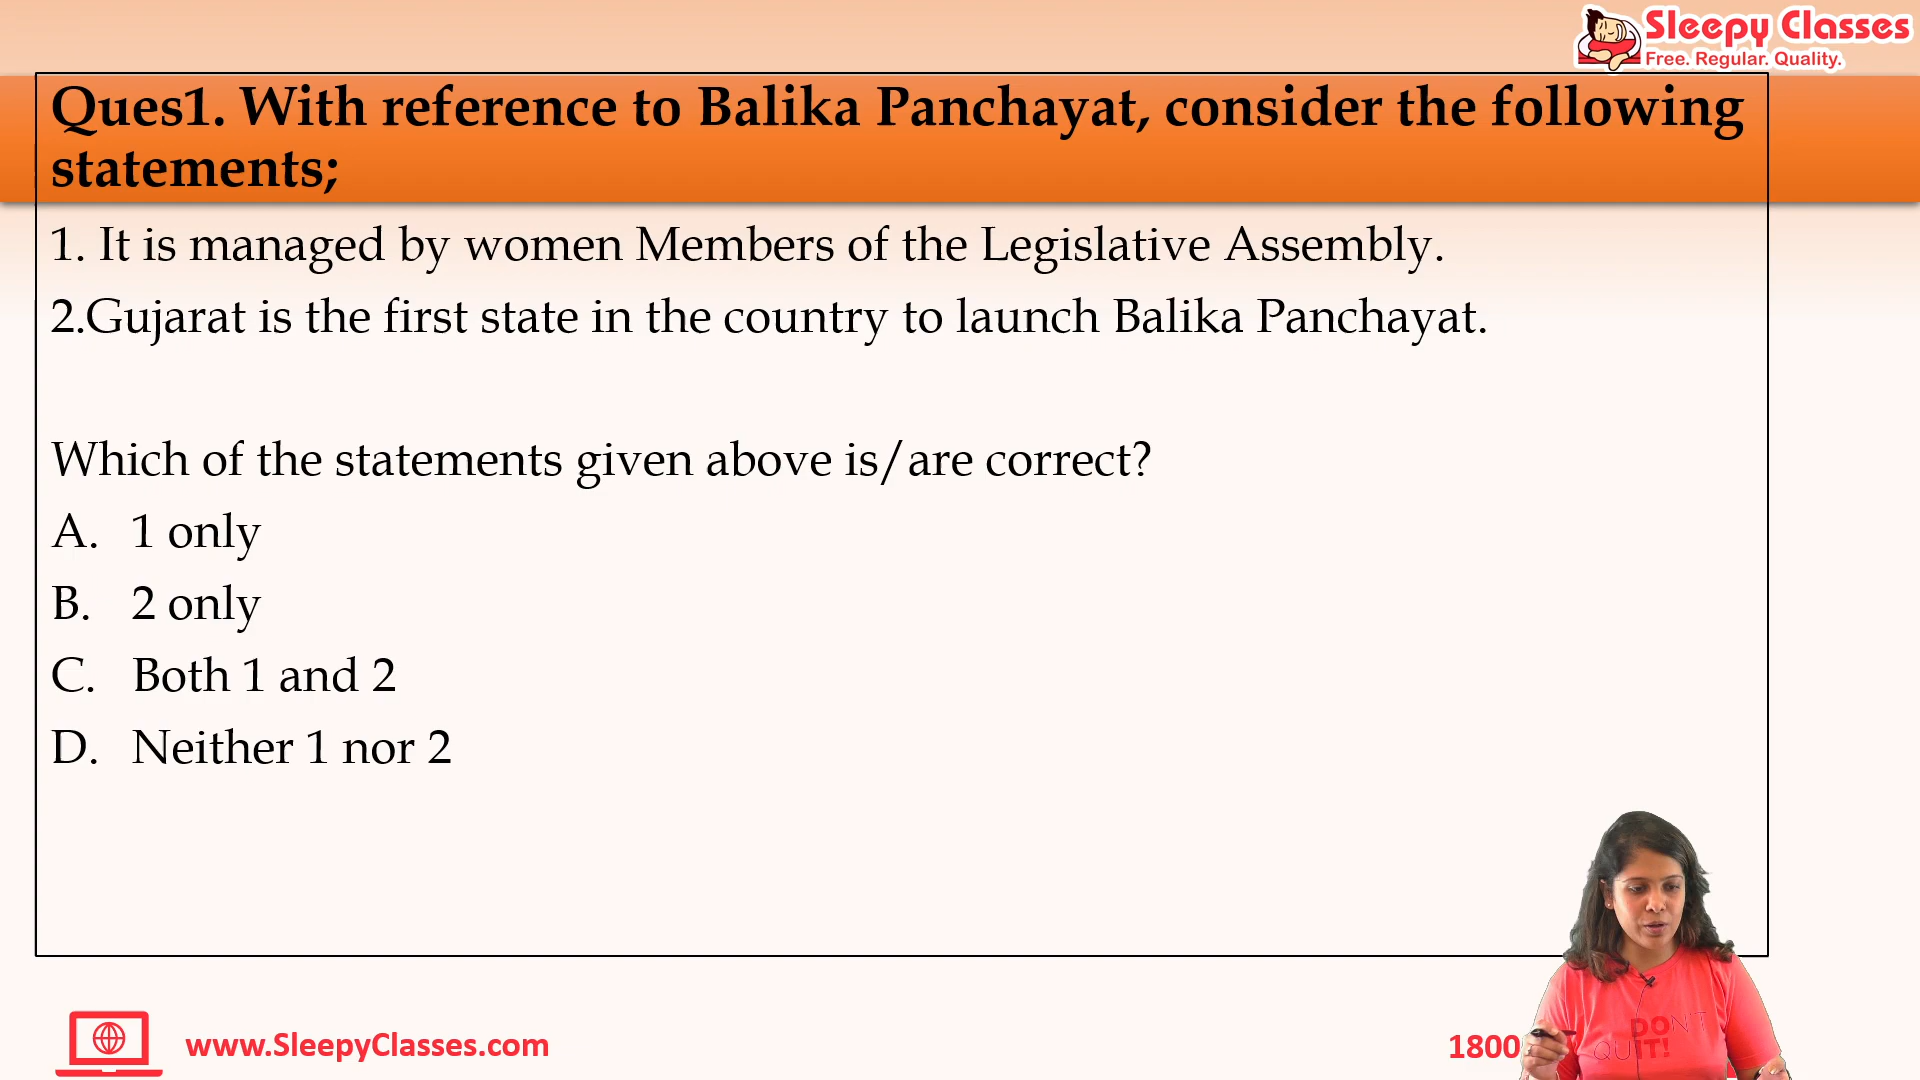 Sleepy Classes
Free. Regular. Quality.
Ques1. With reference to Balika Panchayat, consider the following
statements;
1. It is managed by women Members of the Legislative Assembly.
2.Gujarat is the first state in the country to launch Balika Panchayat.
Which of the statements given above is/are correct?
A. 1 only
B. 2 only
C. Both 1 and 2
D. Neither 1 nor 2
www.SleepyClasses.com
1800
DON'T
QUIT!